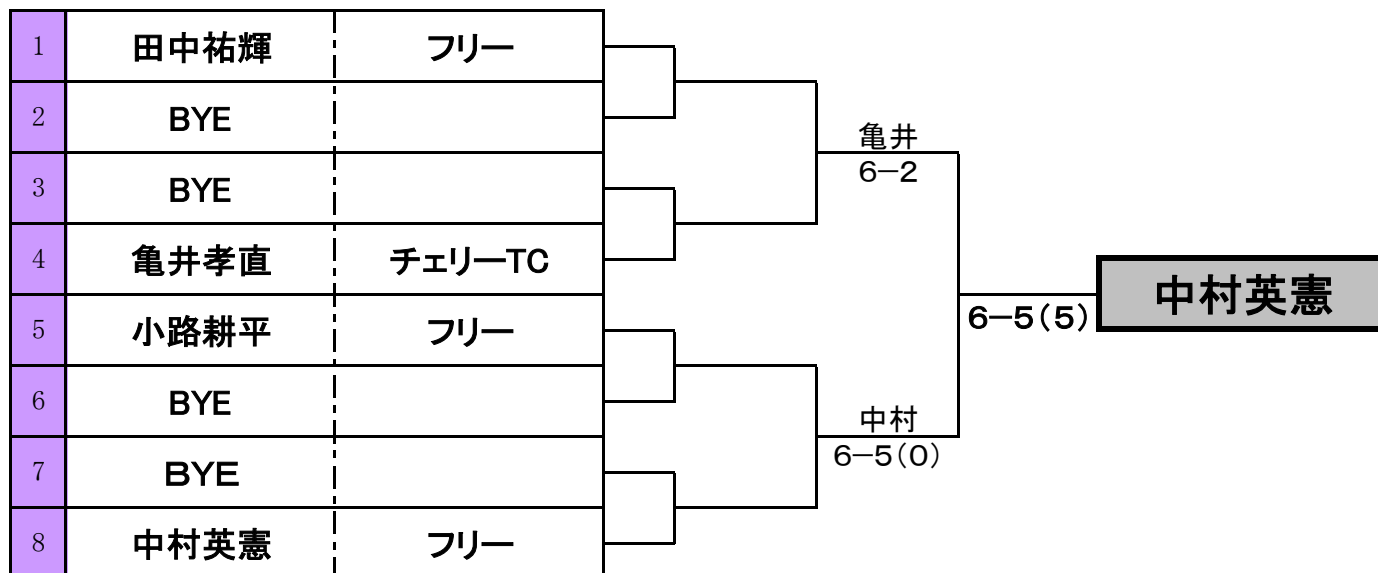 1 田中祐輝 フリー
2 BYE
3 BYE
4 亀井孝直 チェリーTC
5 小路耕平 フリー
6 BYE
7 BYE
8 中村英憲 フリー
亀井
6-2
中村
6-5(0)
6-5(5)
中村英憲